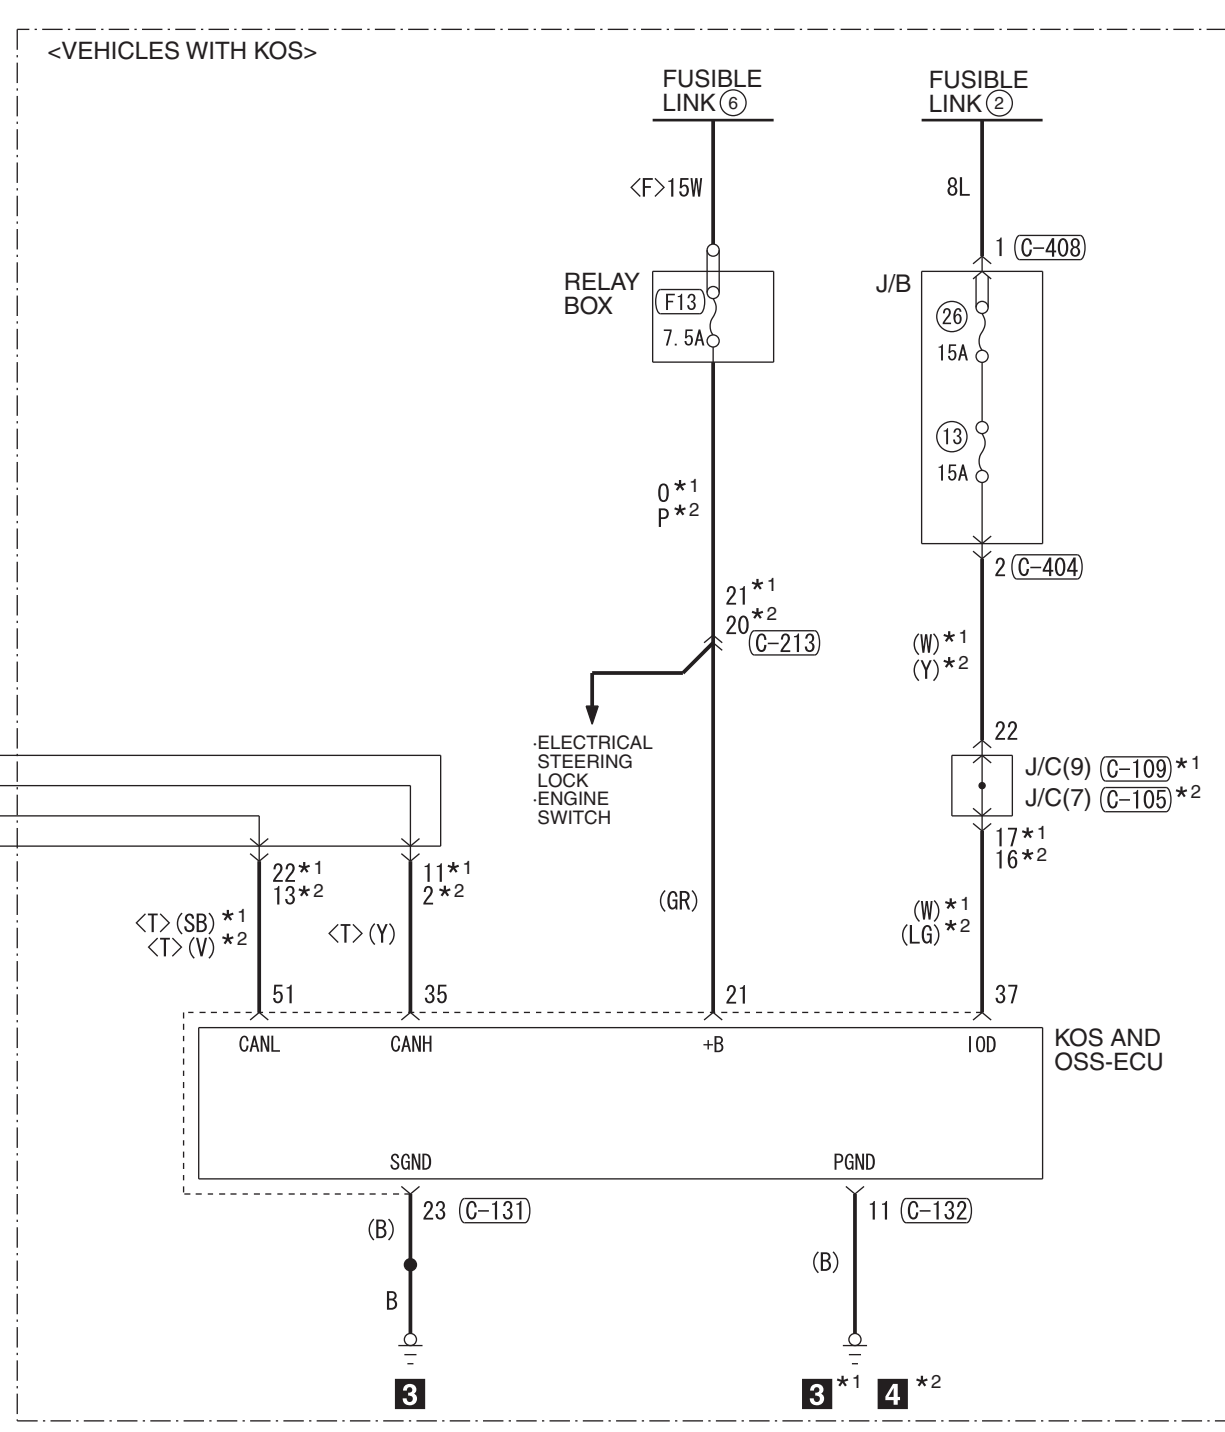 <VEHICLES WITH KOS>
FUSIBLE
LINK 6
FUSIBLE
LINK 2
<F>15W
8L
1 C-408
RELAY
BOX
F13
7.5A
J/B
26
15A
13
15A
O*1
P*2
21*1
20*2
C-213
2 C-404
(W)*1
(Y)*2
·ELECTRICAL
STEERING
LOCK
·ENGINE
SWITCH
22
J/C(9) C-109 *1
J/C(7) C-105 *2
17*1
16*2
22*1
13*2
11*1
2*2
<T>(SB)*1
<T>(V)*2
<T>(Y)
(GR)
(W)*1
(LG)*2
51
35
21
37
CANL
CANH
+B
IOD
KOS AND
OSS-ECU
SGND
PGND
23 C-131
11 C-132
(B)
(B)
B
3
3 *1 4 *2